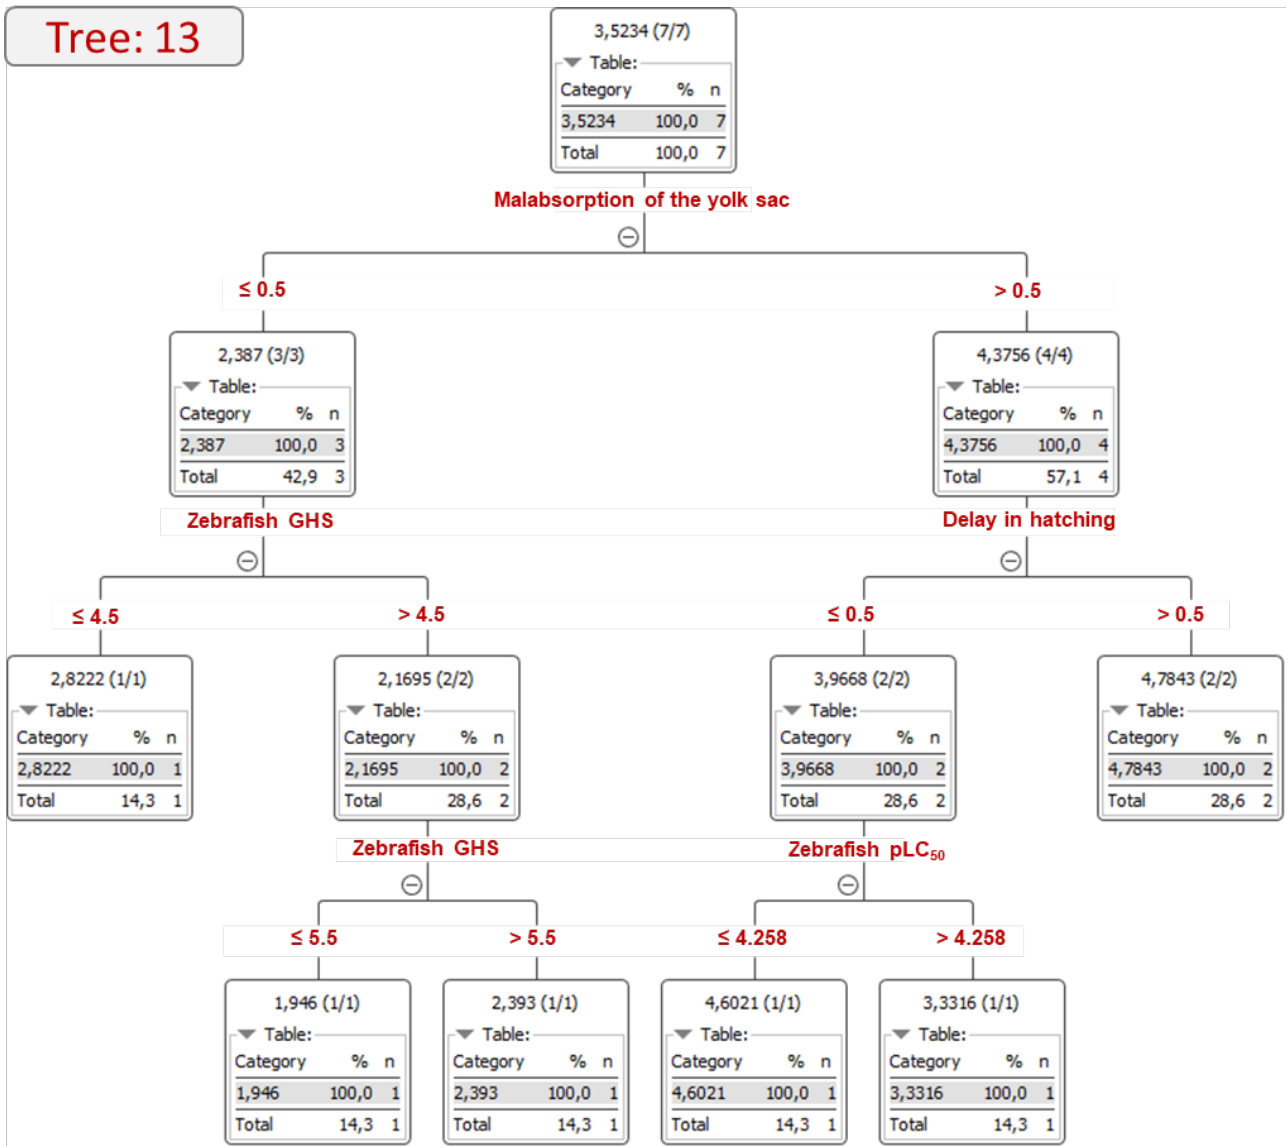 Tree: 13
3,5234 (7/7)
Table:
Category % n
3,5234 100,0 7
Total 100,0 7
Malabsorption of the yolk sac
≤ 0.5
> 0.5
2,387 (3/3)
Table:
Category % n
2,387 100,0 3
Total 42,9 3
4,3756 (4/4)
Table:
Category % n
4,3756 100,0 4
Total 57,1 4
Zebrafish GHS
Delay in hatching
≤ 4.5
> 4.5
≤ 0.5
> 0.5
2,8222 (1/1)
Table:
Category % n
2,8222 100,0 1
Total 14,3 1
2,1695 (2/2)
Table:
Category % n
2,1695 100,0 2
Total 28,6 2
3,9668 (2/2)
Table:
Category % n
3,9668 100,0 2
Total 28,6 2
4,7843 (2/2)
Table:
Category % n
4,7843 100,0 2
Total 28,6 2
Zebrafish GHS
Zebrafish pLC₅₀
≤ 5.5
> 5.5
≤ 4.258
> 4.258
1,946 (1/1)
Table:
Category % n
1,946 100,0 1
Total 14,3 1
2,393 (1/1)
Table:
Category % n
2,393 100,0 1
Total 14,3 1
4,6021 (1/1)
Table:
Category % n
4,6021 100,0 1
Total 14,3 1
3,3316 (1/1)
Table:
Category % n
3,3316 100,0 1
Total 14,3 1